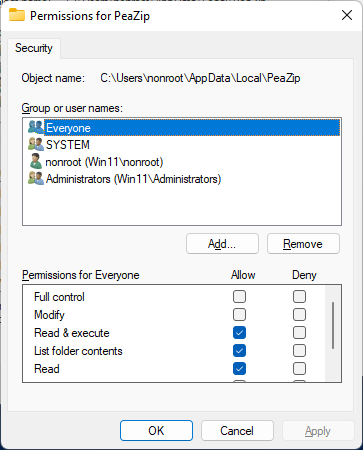 Permissions for PeaZip
Security
Object name: C:\Users\nonroot\AppData\Local\PeaZip
Group or user names:
Everyone
SYSTEM
nonroot (Win11\nonroot)
Administrators (Win11\Administrators)
Add... Remove
Permissions for Everyone Allow Deny
Full control
Modify
Read & execute
List folder contents
Read
OK Cancel Apply